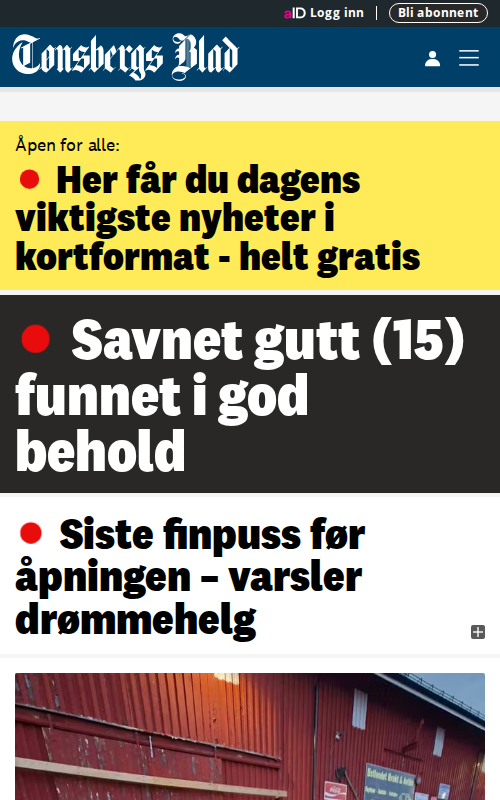 aID Logg inn
Bli abonnent
Tønsbergs Blad
Åpen for alle:
Her får du dagens
viktigste nyheter i
kortformat - helt gratis
Savnet gutt (15)
funnet i god
behold
Siste finpuss før
åpningen – varsler
drømmehelg